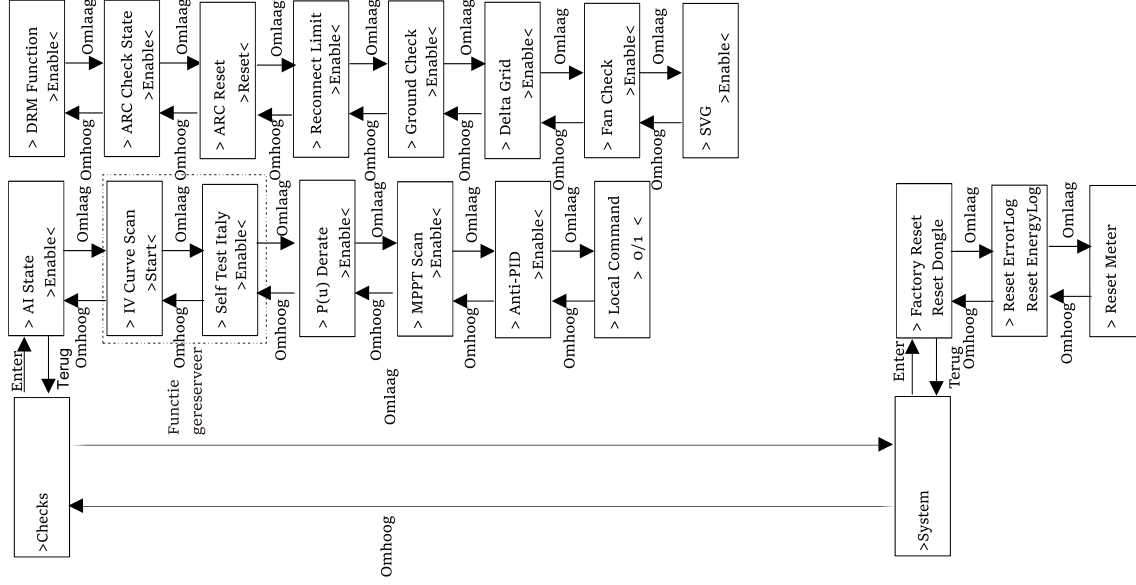 >Checks
Enter
Terug
> AI State
>Enable<
Omlaag
Omhoog
> IV Curve Scan
>Start<
Omlaag
Omhoog
> Self Test Italy
>Enable<
Functie
gereserveer
Omlaag
Omhoog
> P(u) Derate
>Enable<
Omlaag
Omhoog
> MPPT Scan
>Enable<
Omlaag
Omhoog
> Anti-PID
>Enable<
Omlaag
Omhoog
> Local Command
> 0/1 <
> DRM Function
>Enable<
Omlaag
Omhoog
> ARC Check State
>Enable<
Omlaag
Omhoog
> ARC Reset
>Reset<
Omlaag
Omhoog
> Reconnect Limit
>Enable<
Omlaag
Omhoog
> Ground Check
>Enable<
Omlaag
Omhoog
> Delta Grid
>Enable<
Omlaag
Omhoog
> Fan Check
>Enable<
Omlaag
Omhoog
> SVG
>Enable<
Omlaag
Omhoog
>System
Enter
Terug
> Factory Reset
Reset Dongle
Omlaag
Omhoog
> Reset ErrorLog
Reset EnergyLog
Omlaag
Omhoog
> Reset Meter